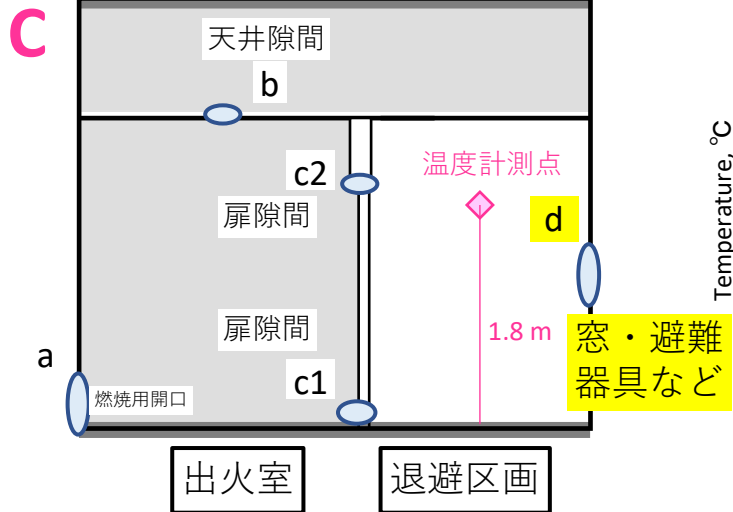 C
天井隙間
b
c2
温度計測点
扉隙間
d
Temperature, ℃
扉隙間
1.8 m
窓・避難
器具など
a
燃焼用開口
c1
出火室
退避区画